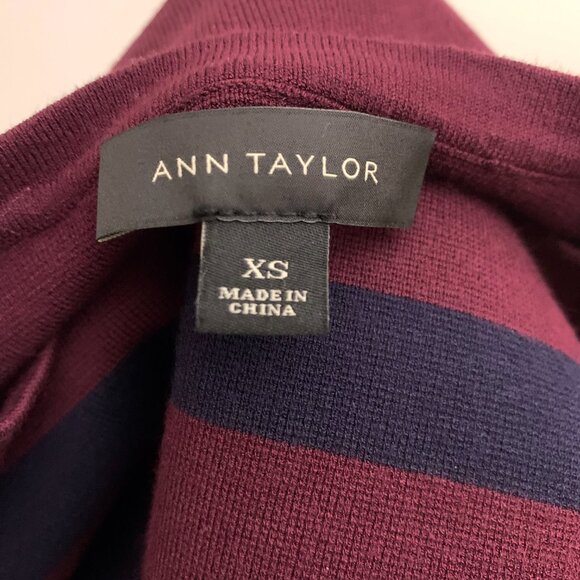 ANN TAYLOR
XS
MADE IN
CHINA